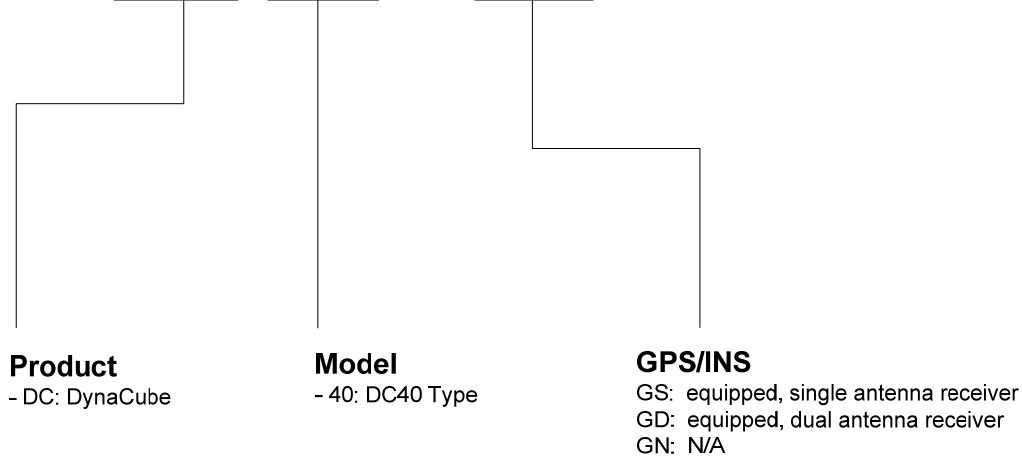 Product
- DC: DynaCube
Model
- 40: DC40 Type
GPS/INS
GS: equipped, single antenna receiver
GD: equipped, dual antenna receiver
GN: N/A